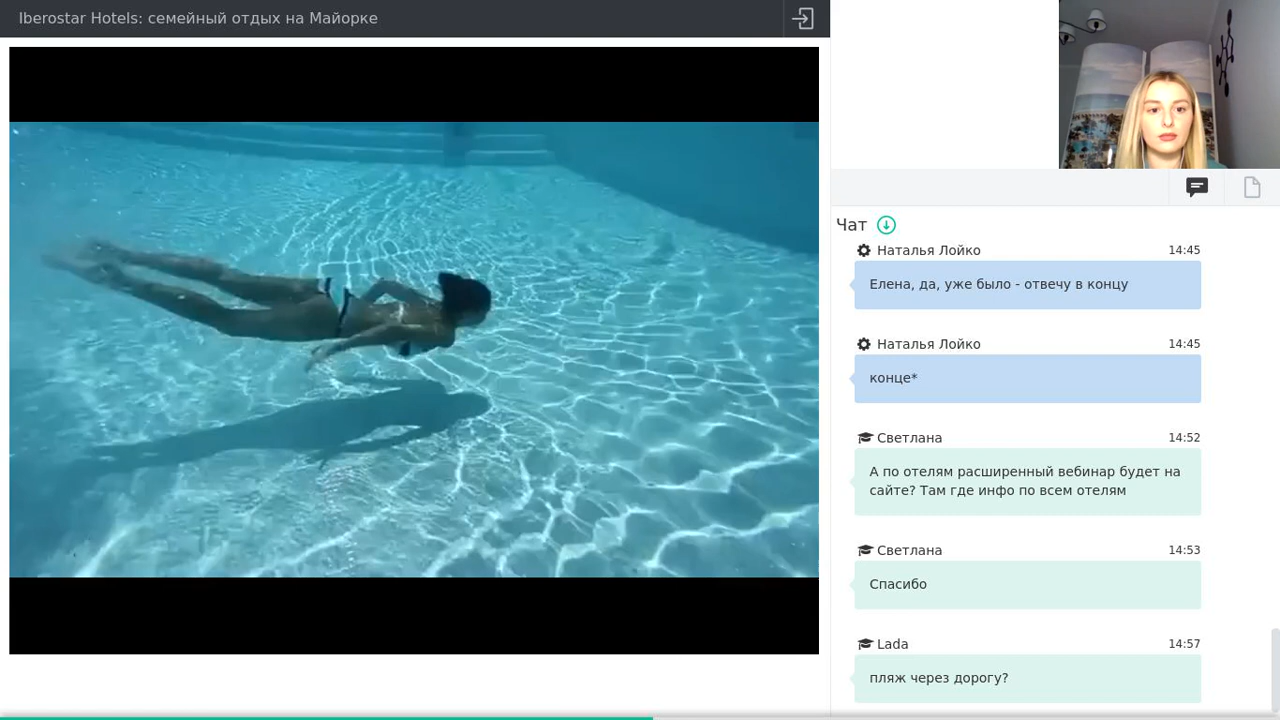 Iberostar Hotels: семейный отдых на Майорке
Чат
Наталья Лойко 14:45
Елена, да, уже было - отвечу в концу
Наталья Лойко 14:45
конце*
Светлана 14:52
А по отелям расширенный вебинар будет на
сайте? Там где инфо по всем отелям
Светлана 14:53
Спасибо
Lada 14:57
пляж через дорогу?